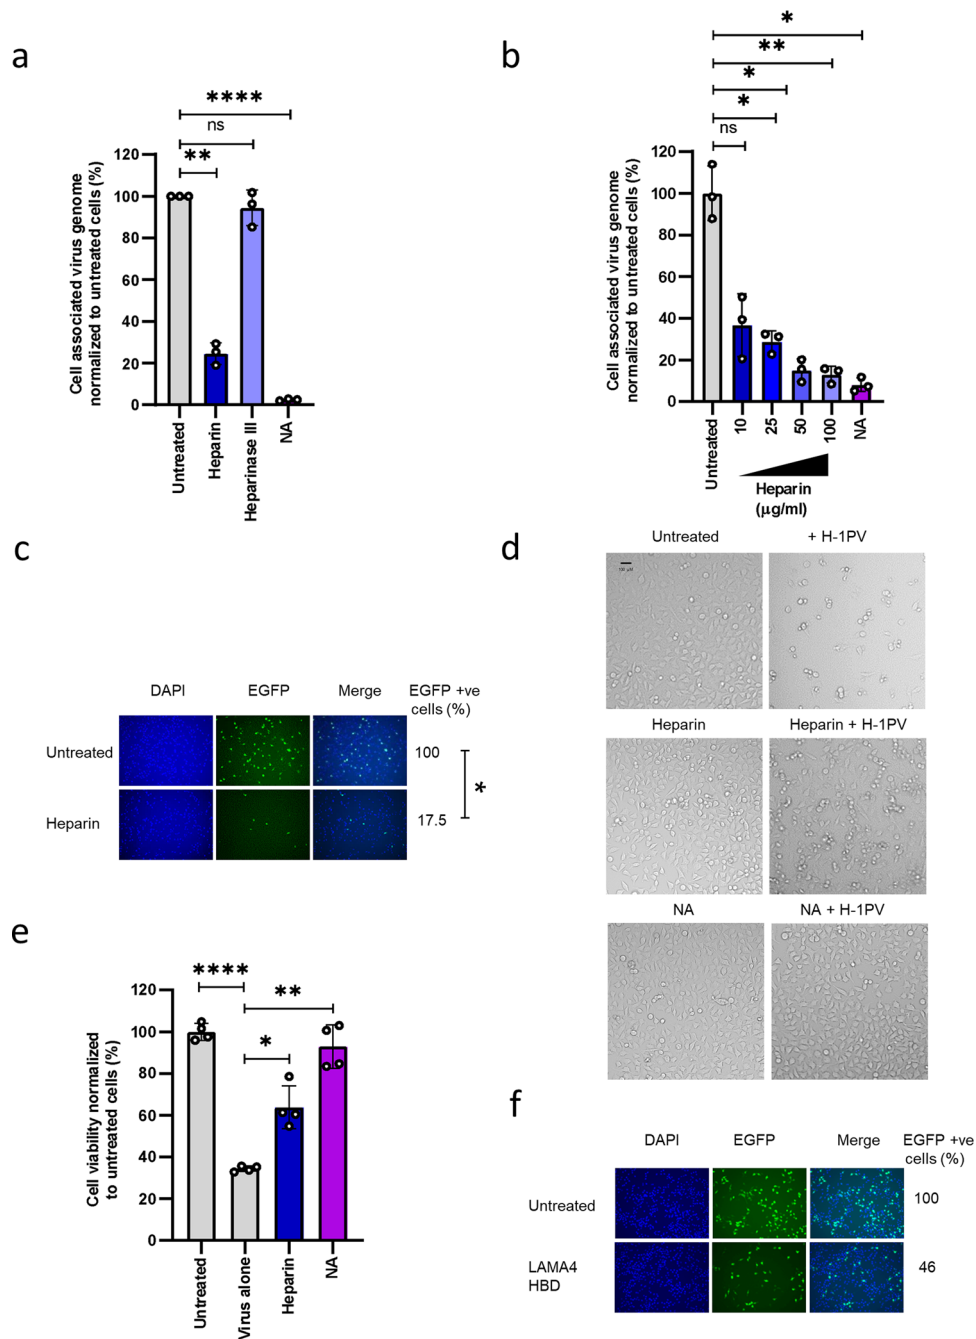 a
****
ns
**
120
100
80
60
40
20
0
Cell associated virus genome
normalized to untreated cells (%)
Untreated
Heparin
Heparinase III
NA
b
*
**
*
*
ns
120
100
80
60
40
20
0
Cell associated virus genome
normalized to untreated cells (%)
Untreated
10
25
50
100
NA
Heparin
(μg/ml)
c
DAPI EGFP Merge EGFP +ve
cells (%)
Untreated 100
*
Heparin 17.5
d
Untreated + H-1PV
Heparin Heparin + H-1PV
NA NA + H-1PV
e
****
**
*
120
100
80
60
40
20
0
Cell viability normalized
to untreated cells (%)
Untreated
Virus alone
Heparin
NA
f
DAPI EGFP Merge EGFP +ve
cells (%)
Untreated 100
LAMA4
HBD
46